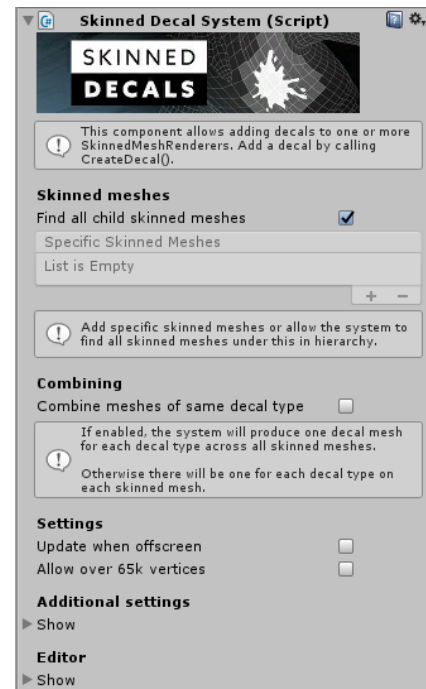 Skinned Decal System (Script)
SKINNED
DECALS
This component allows adding decals to one or more
SkinnedMeshRenderers. Add a decal by calling
CreateDecal().
Skinned meshes
Find all child skinned meshes
Specific Skinned Meshes
List is Empty
+ −
Add specific skinned meshes or allow the system to
find all skinned meshes under this in hierarchy.
Combining
Combine meshes of same decal type
If enabled, the system will produce one decal mesh
for each decal type across all skinned meshes.
Otherwise there will be one for each decal type on
each skinned mesh.
Settings
Update when offscreen
Allow over 65k vertices
Additional settings
Show
Editor
Show